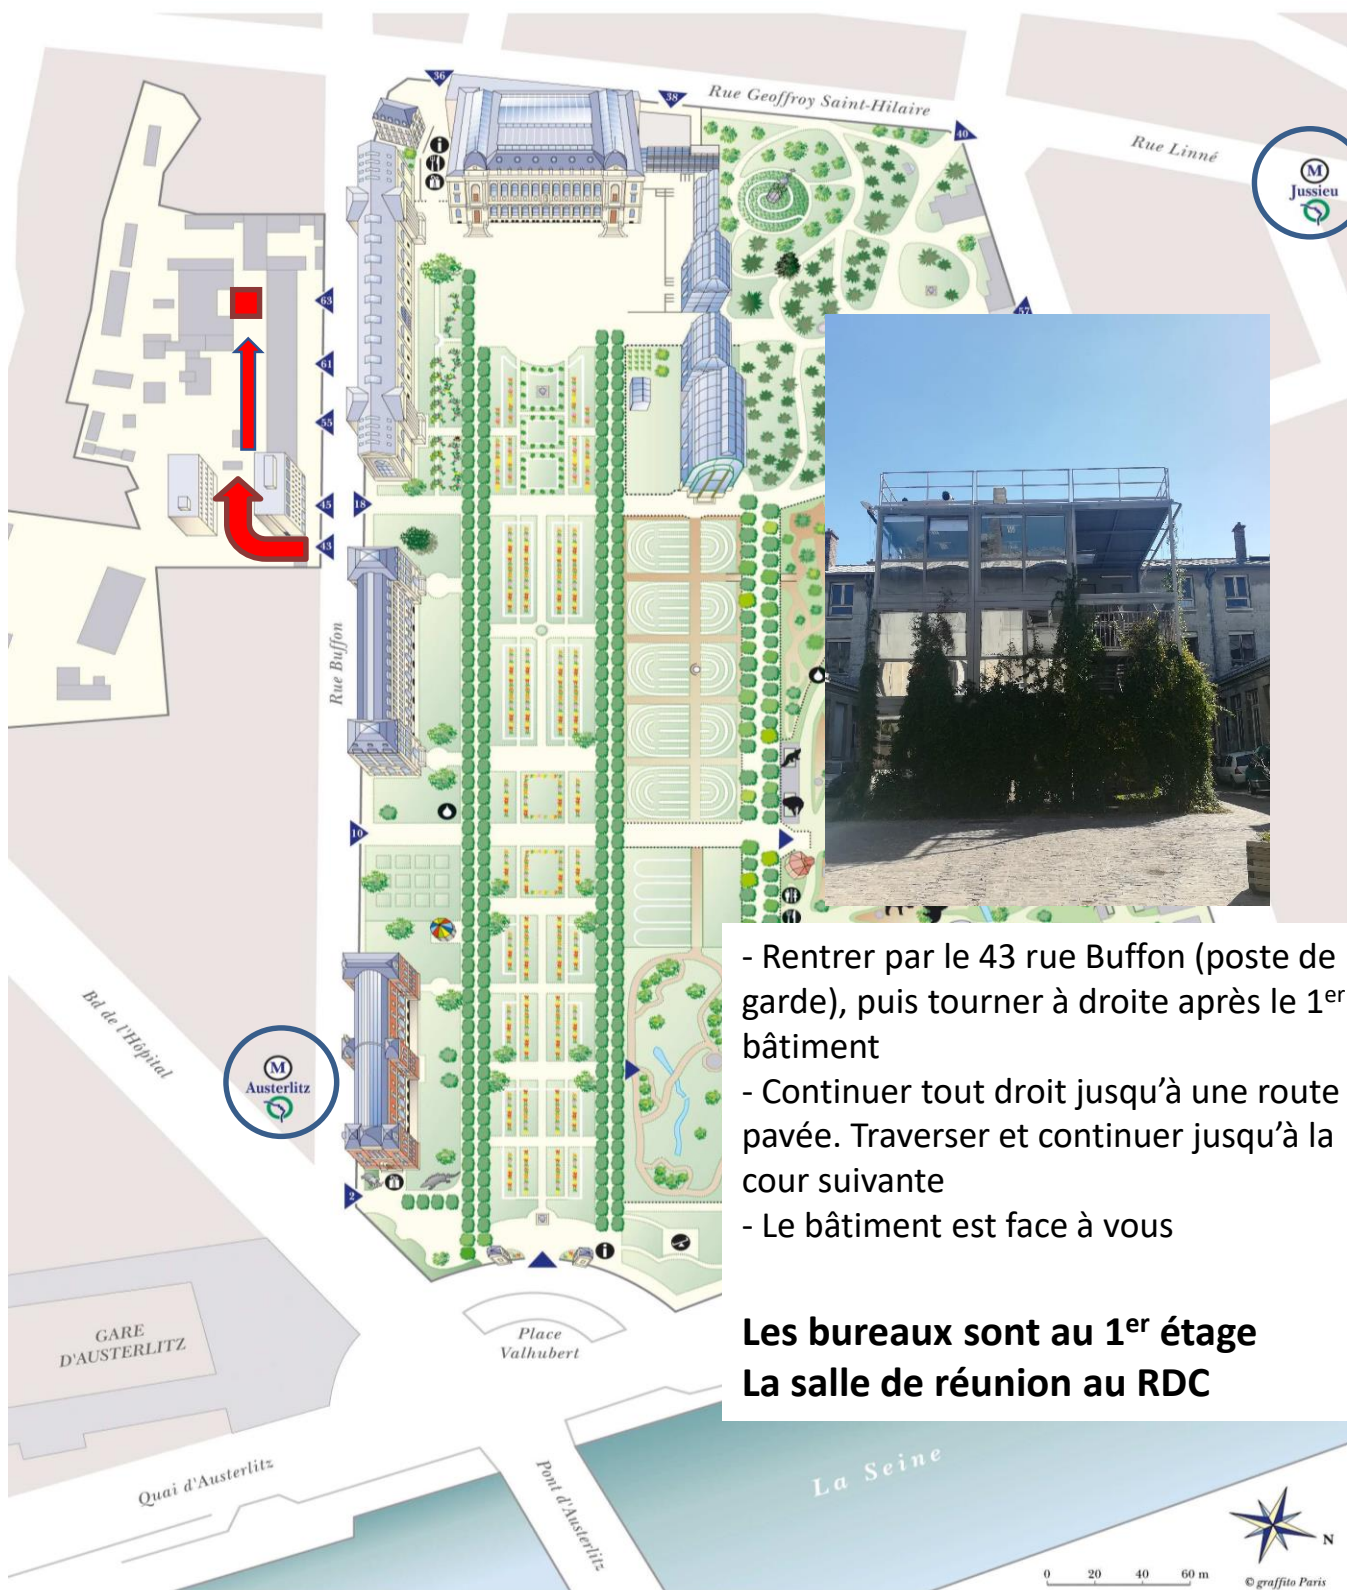 36
38
Rue Geoffroy Saint-Hilaire
40
Rue Linné
M
Jussieu
57
63
61
55
45
43
18
Rue Buffon
10
Bd de l'Hôpital
M
Austerlitz
2
- Rentrer par le 43 rue Buffon (poste de
garde), puis tourner à droite après le 1er
bâtiment
- Continuer tout droit jusqu’à une route
pavée. Traverser et continuer jusqu’à la
cour suivante
- Le bâtiment est face à vous
Les bureaux sont au 1er étage
La salle de réunion au RDC
GARE
D'AUSTERLITZ
Place
Valhubert
Quai d'Austerlitz
Pont d'Austerlitz
La Seine
N
0 20 40 60 m
© graffito Paris